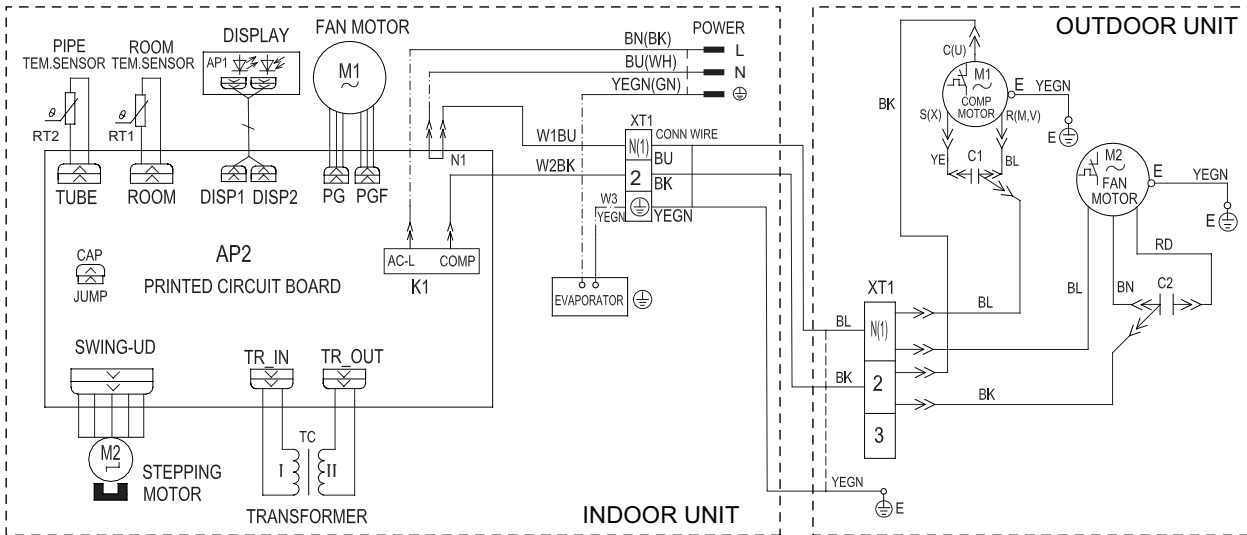 OUTDOOR UNIT
PIPE
TEM.SENSOR
ROOM
TEM.SENSOR
DISPLAY
AP1
FAN MOTOR
M1
POWER
BN(BK)
L
BU(WH)
N
YEGN(GN)
θ
RT2
θ
RT1
TUBE
ROOM
DISP1
DISP2
PG
PGF
N1
W1BU
W2BK
XT1
CONN WIRE
N(1)
BU
2
BK
W3
YEGN
YEGN
AP2
PRINTED CIRCUIT BOARD
CAP
JUMP
AC-L
COMP
K1
EVAPORATOR
SWING-UD
TR_IN
TR_OUT
M2
STEPPING
MOTOR
TC
I
II
TRANSFORMER
INDOOR UNIT
C(U)
M1
COMP
MOTOR
E
YEGN
E
BK
S(X)
R(M,V)
YE
C1
BL
M2
FAN
MOTOR
E
YEGN
E
RD
BL
BN
C2
XT1
BL
N(1)
BL
BK
2
BK
3
YEGN
E